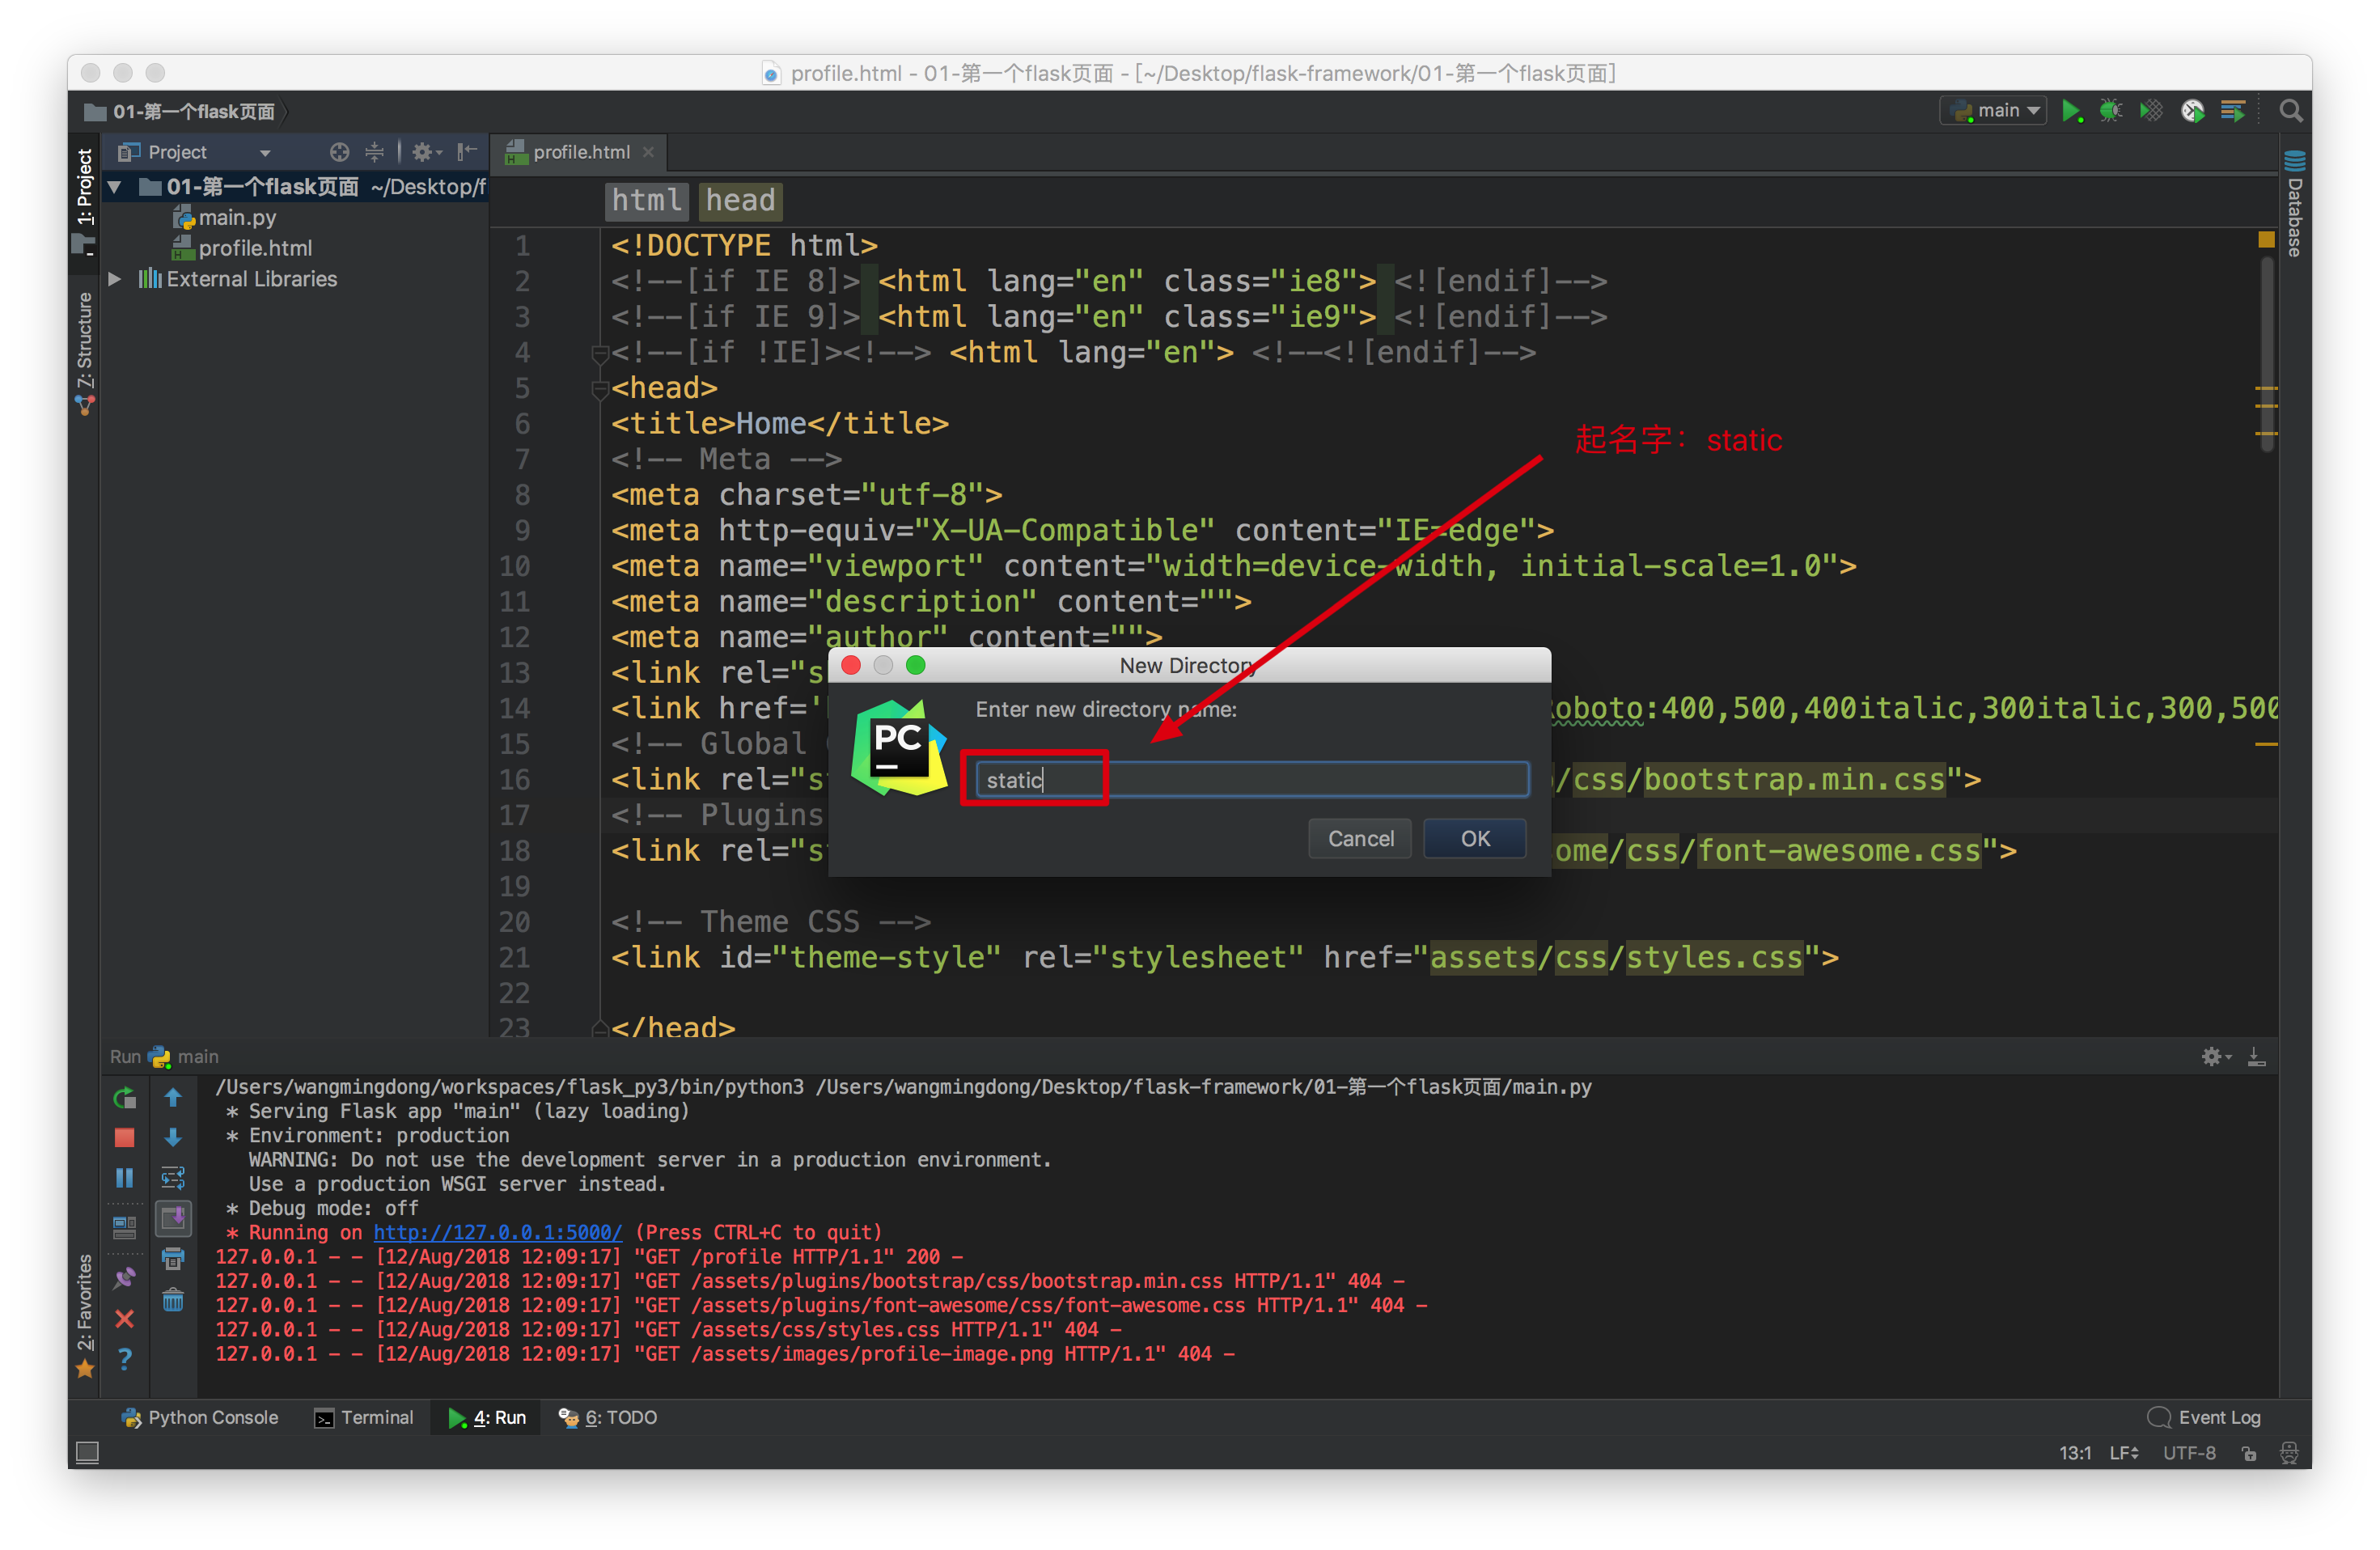 profile.html - 01-第一个flask页面 - [~/Desktop/flask-framework/01-第一个flask页面]
01-第一个flask页面
main
Project
profile.html
1: Project
7: Structure
2: Favorites
Database
01-第一个flask页面 ~/Desktop/f
main.py
profile.html
External Libraries
html head
1 <!DOCTYPE html>
2 <!--[if IE 8]> <html lang="en" class="ie8"> <![endif]-->
3 <!--[if IE 9]> <html lang="en" class="ie9"> <![endif]-->
4 <!--[if !IE]><!--> <html lang="en"> <!--<![endif]-->
5 <head>
6 <title>Home</title>
7 <!-- Meta -->
8 <meta charset="utf-8">
9 <meta http-equiv="X-UA-Compatible" content="IE=edge">
10 <meta name="viewport" content="width=device-width, initial-scale=1.0">
11 <meta name="description" content="">
12 <meta name="author" content="">
13 <link rel="s
14 <link href=' oboto:400,500,400italic,300italic,300,500
15 <!-- Global
16 <link rel="s /css/bootstrap.min.css">
17 <!-- Plugins
18 <link rel="s ome/css/font-awesome.css">
19
20 <!-- Theme CSS -->
21 <link id="theme-style" rel="stylesheet" href="assets/css/styles.css">
22
23 </head>
起名字：static
New Directory
Enter new directory name:
PC
static
Cancel OK
Run main
/Users/wangmingdong/workspaces/flask_py3/bin/python3 /Users/wangmingdong/Desktop/flask-framework/01-第一个flask页面/main.py
* Serving Flask app "main" (lazy loading)
* Environment: production
WARNING: Do not use the development server in a production environment.
Use a production WSGI server instead.
* Debug mode: off
* Running on http://127.0.0.1:5000/ (Press CTRL+C to quit)
127.0.0.1 - - [12/Aug/2018 12:09:17] "GET /profile HTTP/1.1" 200 -
127.0.0.1 - - [12/Aug/2018 12:09:17] "GET /assets/plugins/bootstrap/css/bootstrap.min.css HTTP/1.1" 404 -
127.0.0.1 - - [12/Aug/2018 12:09:17] "GET /assets/plugins/font-awesome/css/font-awesome.css HTTP/1.1" 404 -
127.0.0.1 - - [12/Aug/2018 12:09:17] "GET /assets/css/styles.css HTTP/1.1" 404 -
127.0.0.1 - - [12/Aug/2018 12:09:17] "GET /assets/images/profile-image.png HTTP/1.1" 404 -
Python Console Terminal 4: Run 6: TODO Event Log
13:1 LF UTF-8